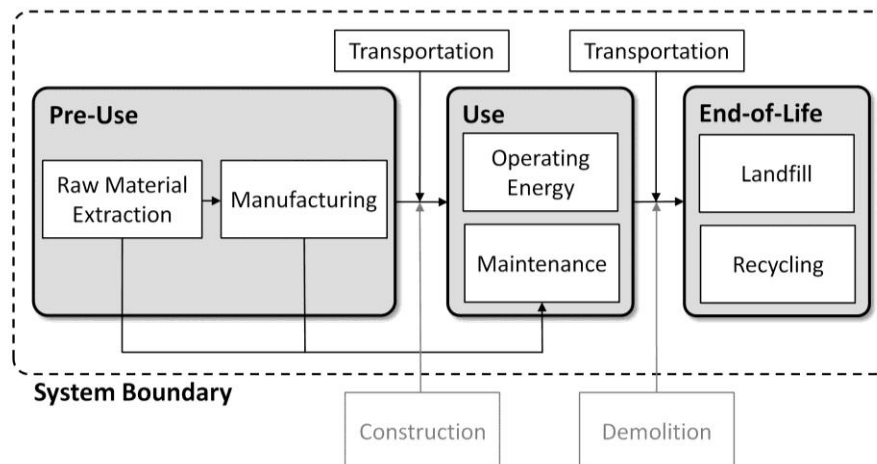 Transportation
Transportation
Pre-Use
Use
End-of-Life
Raw Material
Extraction
Manufacturing
Operating
Energy
Landfill
Maintenance
Recycling
System Boundary
Construction
Demolition